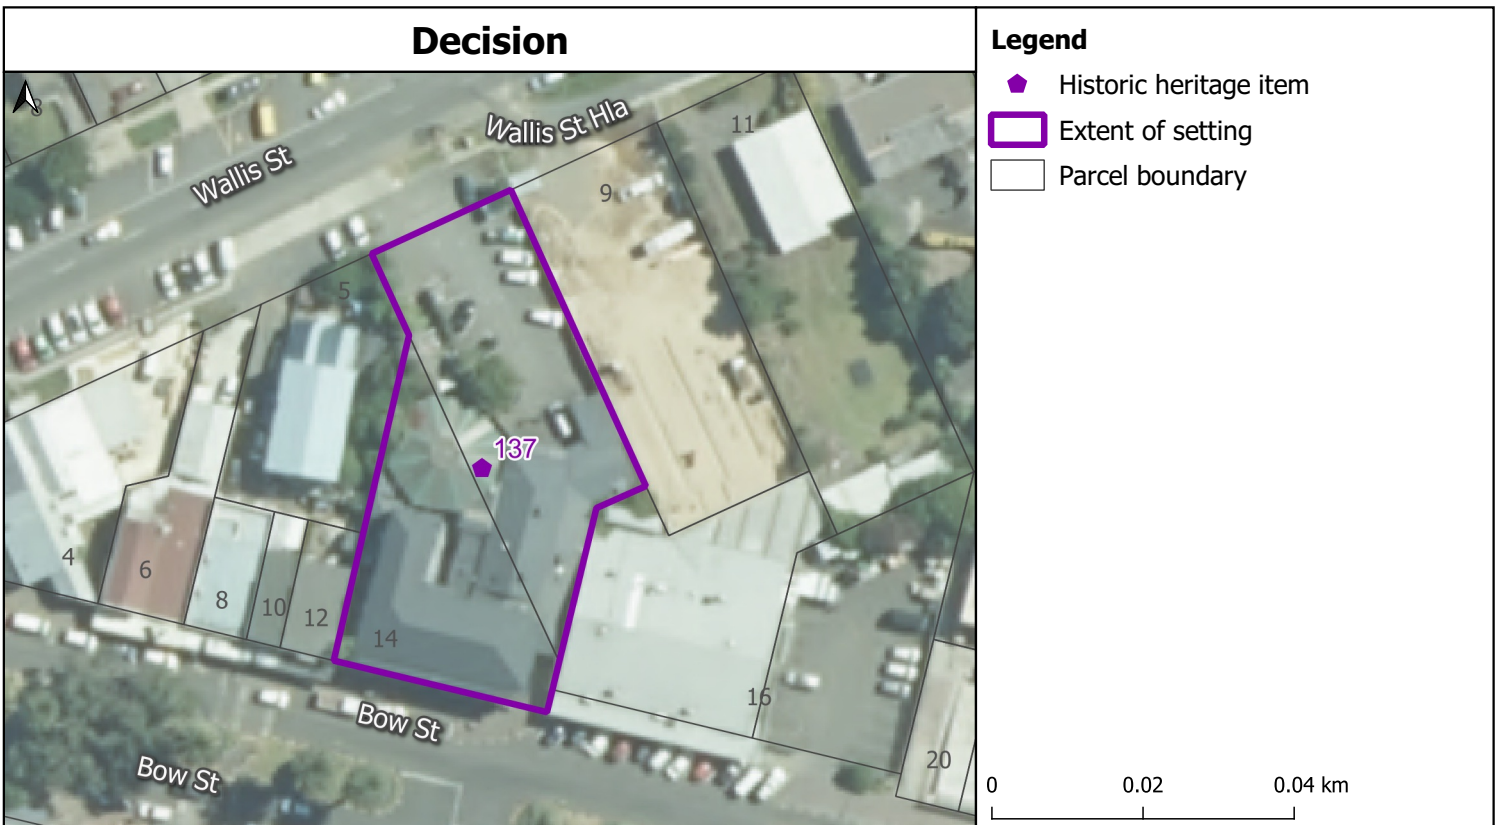 Decision
Legend
Historic heritage item
Extent of setting
Parcel boundary
8
Wallis St Hla
11
Wallis St
9
5
137
4
6
8
10
12
14
16
Bow St
Bow St
20
0 0.02 0.04 km